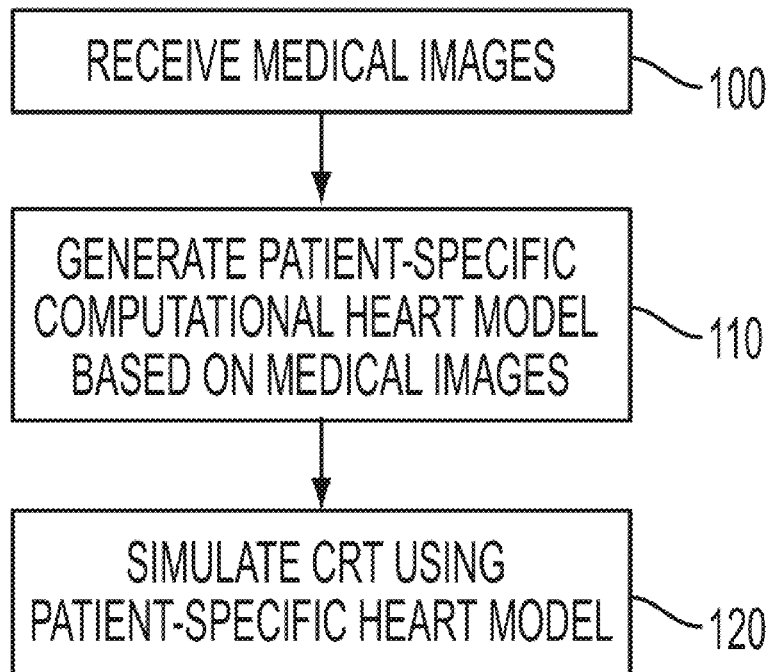 RECEIVE MEDICAL IMAGES
100
GENERATE PATIENT-SPECIFIC
COMPUTATIONAL HEART MODEL
BASED ON MEDICAL IMAGES
110
SIMULATE CRT USING
PATIENT-SPECIFIC HEART MODEL
120